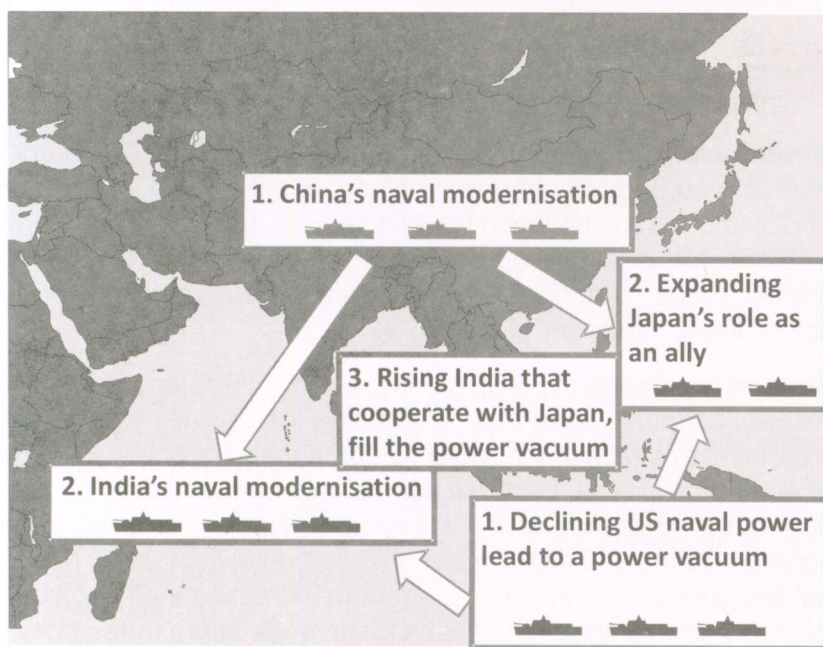 1. China's naval modernisation
2. Expanding
Japan's role as
an ally
3. Rising India that
cooperate with Japan,
fill the power vacuum
2. India's naval modernisation
1. Declining US naval power
lead to a power vacuum